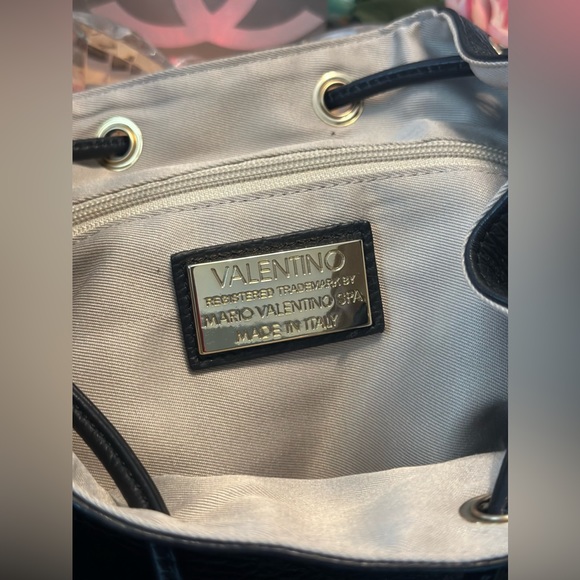 VALENTINO
REGISTERED TRADEMARK BY
MARIO VALENTINO SPA
MADE IN ITALY